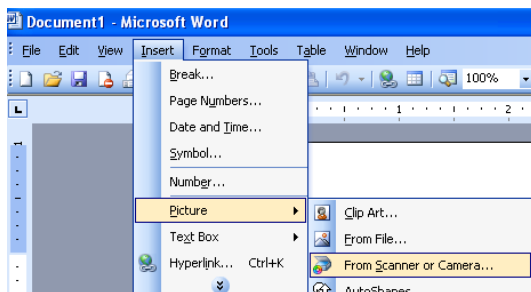 Document1 - Microsoft Word
File Edit View Insert Format Tools Table Window Help
100%
Break...
Page Numbers...
1 2
Date and Time...
Symbol...
Number...
Picture
Clip Art...
Text Box
From File...
Hyperlink... Ctrl+K
From Scanner or Camera...
AutoShapes